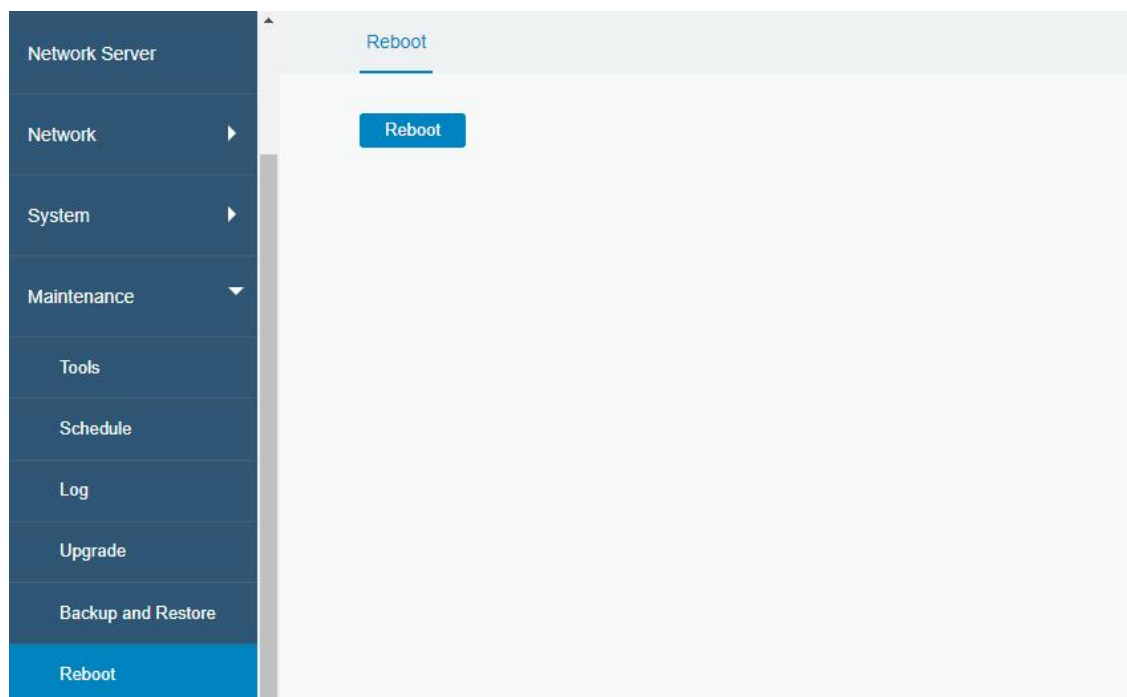 Network Server
Network
System
Maintenance
Tools
Schedule
Log
Upgrade
Backup and Restore
Reboot
Reboot
Reboot